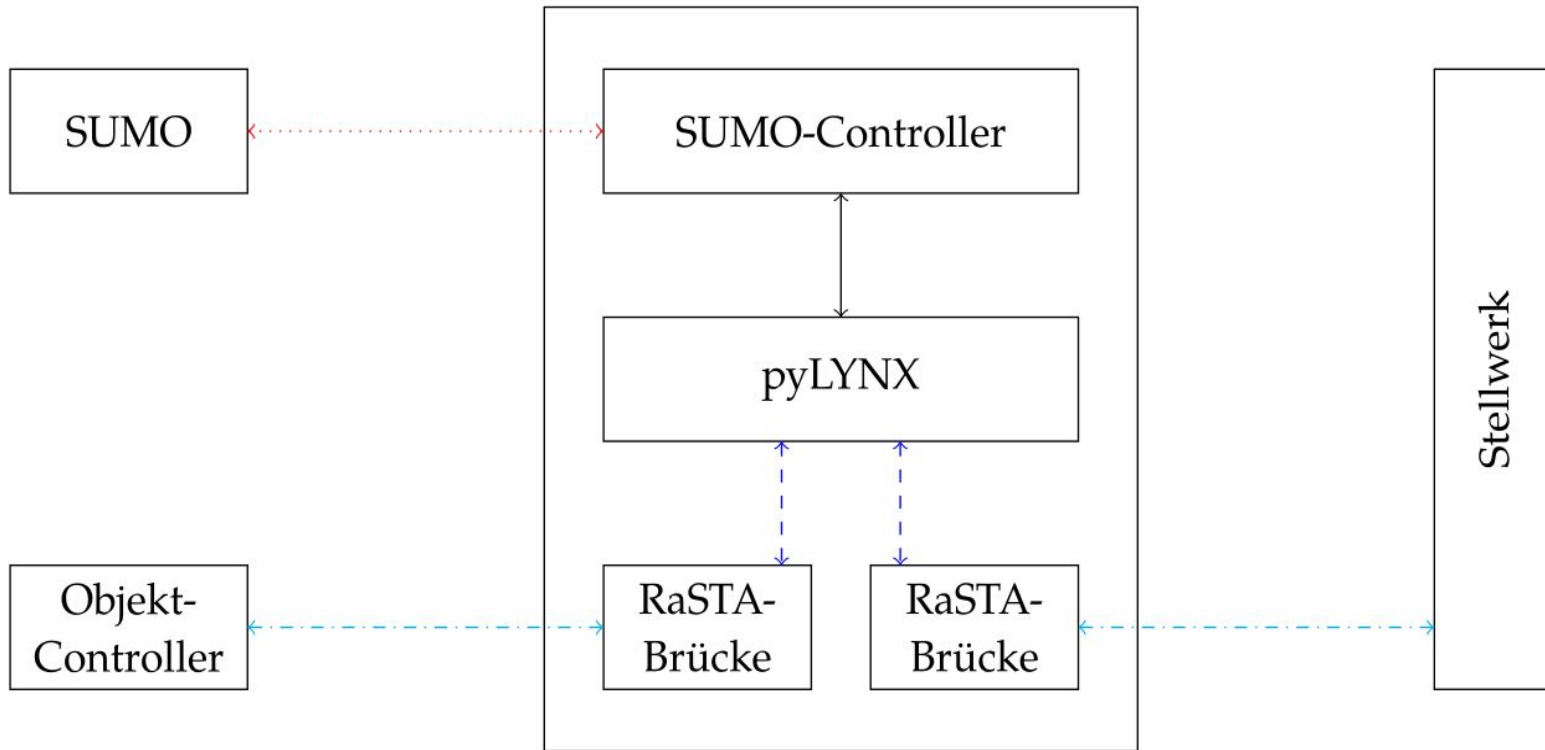 SUMO
SUMO-Controller
pyLYNX
Stellwerk
Objekt-
Controller
RaSTA-
Brücke
RaSTA-
Brücke